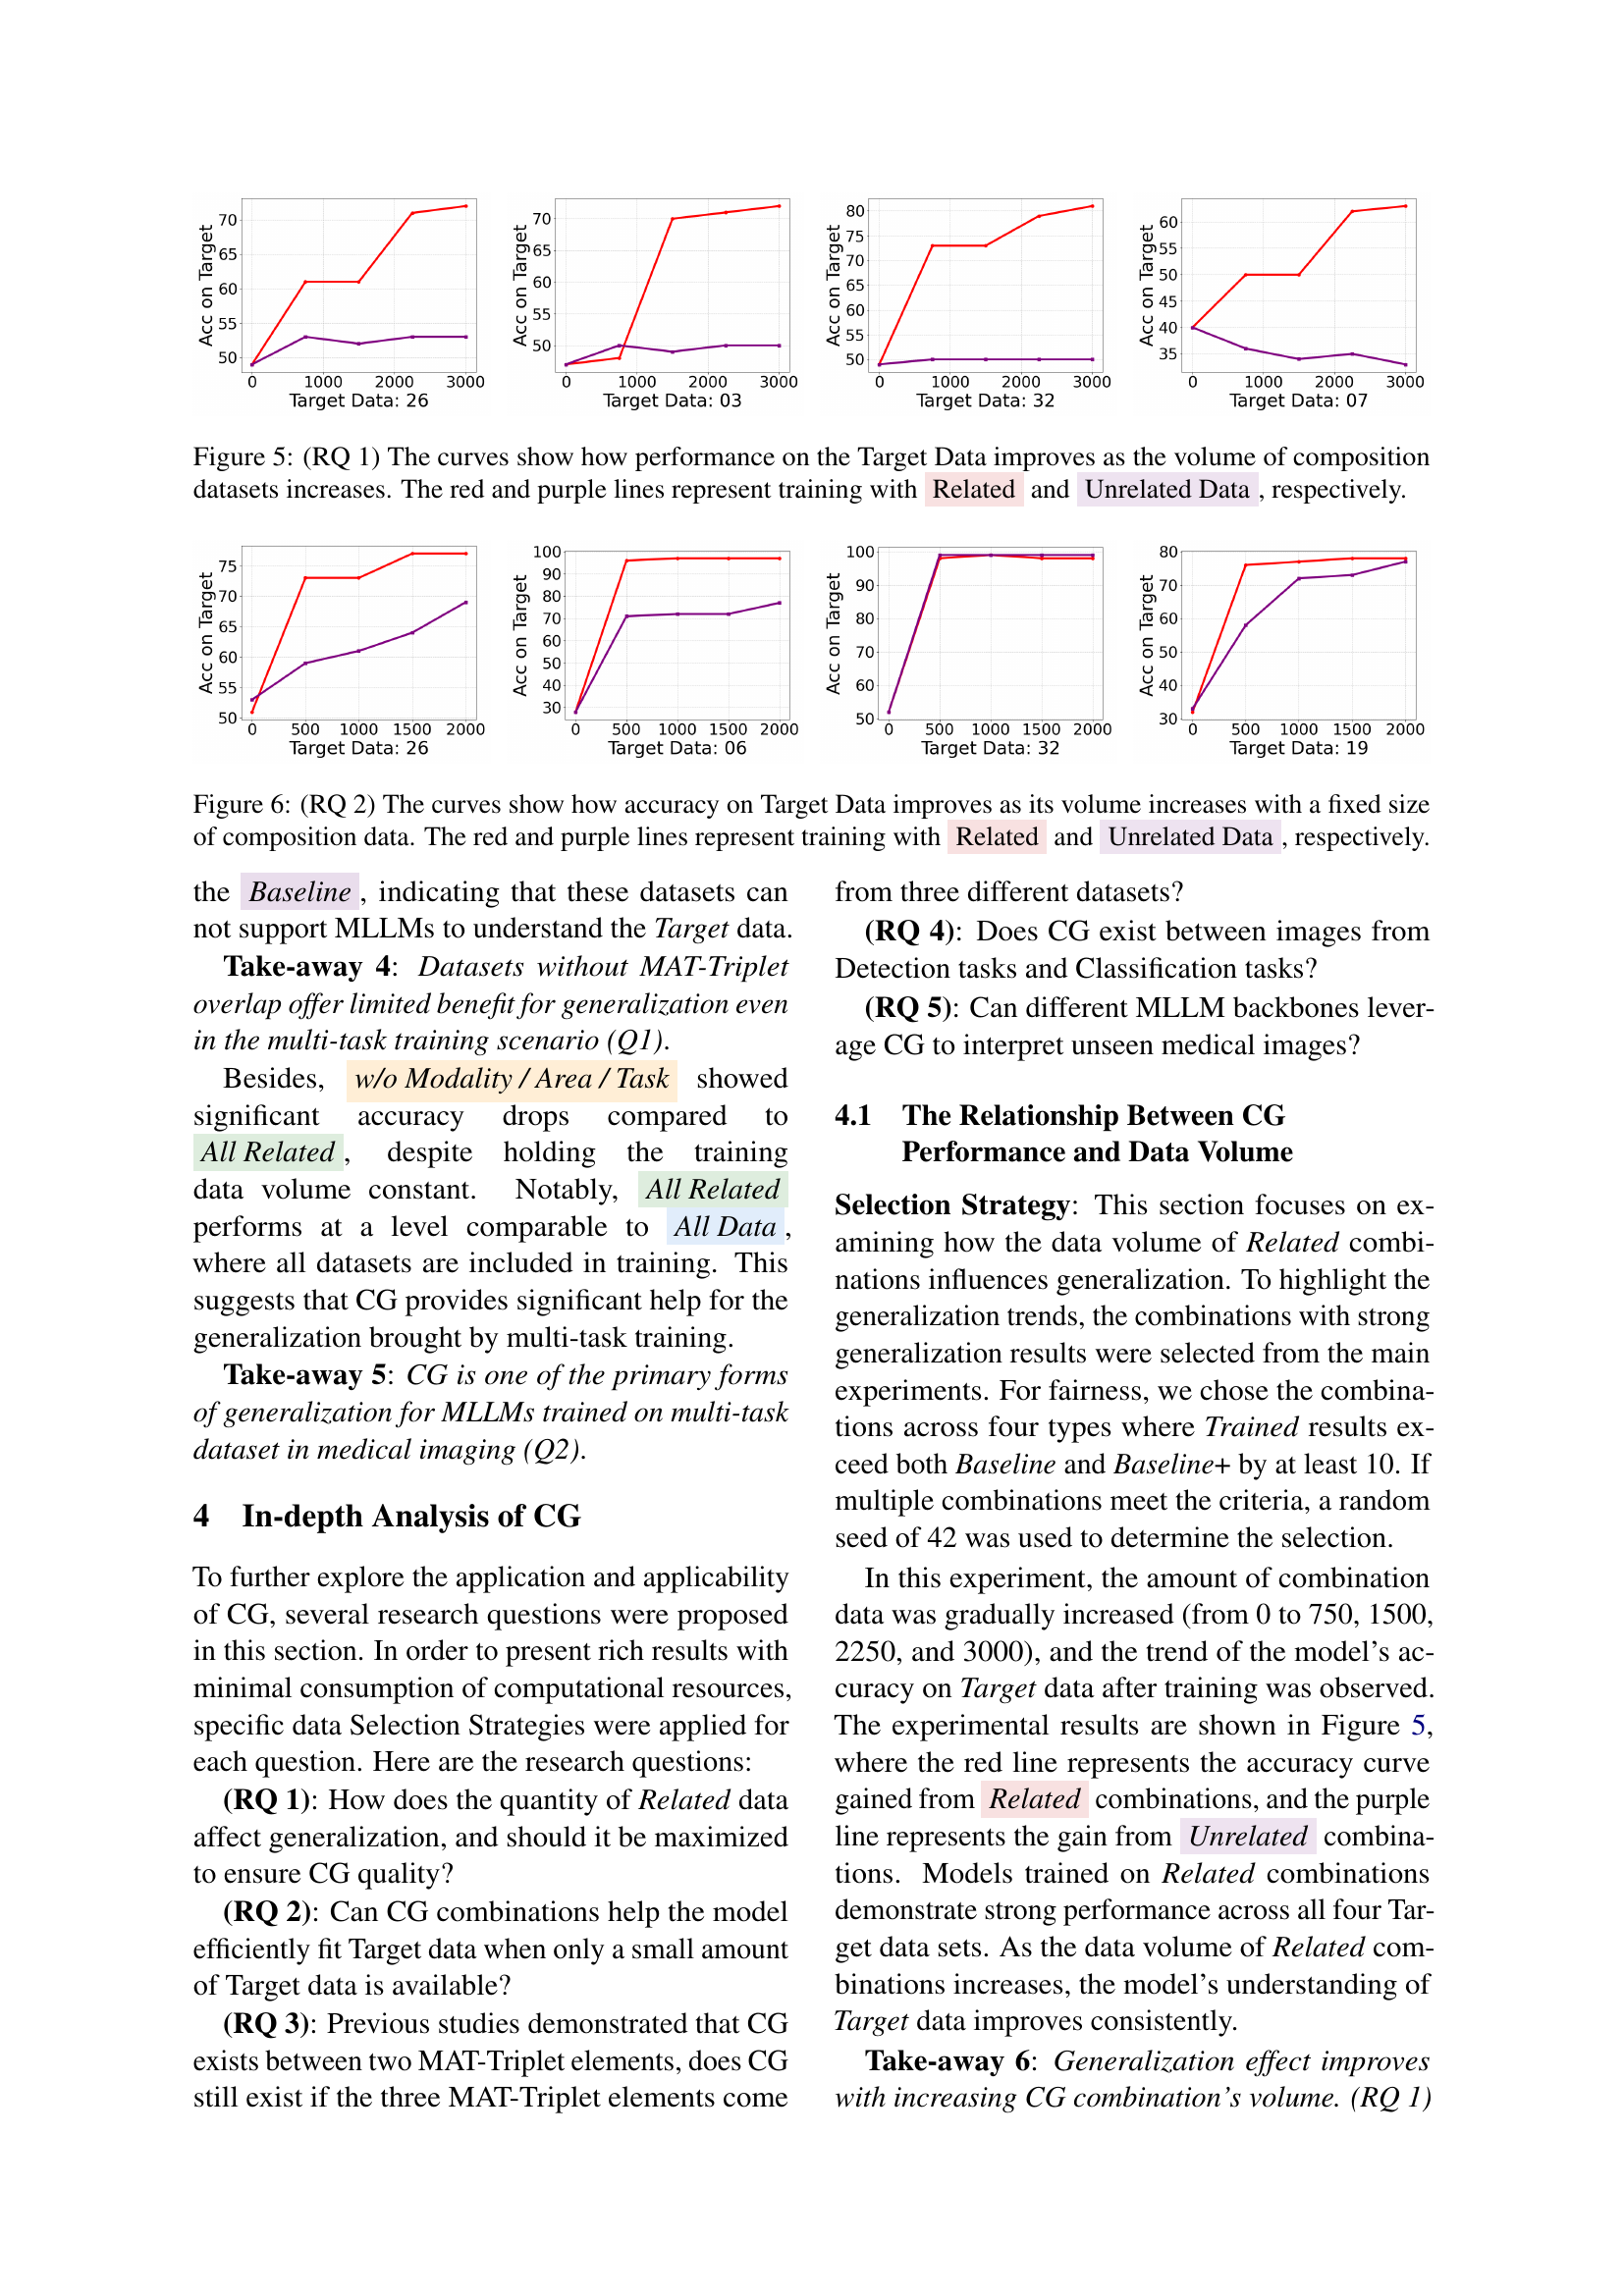 70
65
60
55
50
Acc on Target
0 1000 2000 3000
Target Data: 26
70
65
60
55
50
Acc on Target
0 1000 2000 3000
Target Data: 03
80
75
70
65
60
55
50
Acc on Target
0 1000 2000 3000
Target Data: 32
60
55
50
45
40
35
Acc on Target
0 1000 2000 3000
Target Data: 07
Figure 5: (RQ 1) The curves show how performance on the Target Data improves as the volume of composition
datasets increases. The red and purple lines represent training with Related and Unrelated Data , respectively.
75
70
65
60
55
50
Acc on Target
0 500 1000 1500 2000
Target Data: 26
100
90
80
70
60
50
40
30
Acc on Target
0 500 1000 1500 2000
Target Data: 06
100
90
80
70
60
50
Acc on Target
0 500 1000 1500 2000
Target Data: 32
80
70
60
50
40
30
Acc on Target
0 500 1000 1500 2000
Target Data: 19
Figure 6: (RQ 2) The curves show how accuracy on Target Data improves as its volume increases with a fixed size
of composition data. The red and purple lines represent training with Related and Unrelated Data , respectively.
the Baseline , indicating that these datasets can
not support MLLMs to understand the Target data.
Take-away 4: Datasets without MAT-Triplet
overlap offer limited benefit for generalization even
in the multi-task training scenario (Q1).
Besides, w/o Modality / Area / Task showed
significant accuracy drops compared to
All Related , despite holding the training
data volume constant. Notably, All Related
performs at a level comparable to All Data ,
where all datasets are included in training. This
suggests that CG provides significant help for the
generalization brought by multi-task training.
Take-away 5: CG is one of the primary forms
of generalization for MLLMs trained on multi-task
dataset in medical imaging (Q2).
4 In-depth Analysis of CG
To further explore the application and applicability
of CG, several research questions were proposed
in this section. In order to present rich results with
minimal consumption of computational resources,
specific data Selection Strategies were applied for
each question. Here are the research questions:
(RQ 1): How does the quantity of Related data
affect generalization, and should it be maximized
to ensure CG quality?
(RQ 2): Can CG combinations help the model
efficiently fit Target data when only a small amount
of Target data is available?
(RQ 3): Previous studies demonstrated that CG
exists between two MAT-Triplet elements, does CG
still exist if the three MAT-Triplet elements come
from three different datasets?
(RQ 4): Does CG exist between images from
Detection tasks and Classification tasks?
(RQ 5): Can different MLLM backbones lever-
age CG to interpret unseen medical images?
4.1 The Relationship Between CG
Performance and Data Volume
Selection Strategy: This section focuses on ex-
amining how the data volume of Related combi-
nations influences generalization. To highlight the
generalization trends, the combinations with strong
generalization results were selected from the main
experiments. For fairness, we chose the combina-
tions across four types where Trained results ex-
ceed both Baseline and Baseline+ by at least 10. If
multiple combinations meet the criteria, a random
seed of 42 was used to determine the selection.
In this experiment, the amount of combination
data was gradually increased (from 0 to 750, 1500,
2250, and 3000), and the trend of the model's ac-
curacy on Target data after training was observed.
The experimental results are shown in Figure 5,
where the red line represents the accuracy curve
gained from Related combinations, and the purple
line represents the gain from Unrelated combina-
tions. Models trained on Related combinations
demonstrate strong performance across all four Tar-
get data sets. As the data volume of Related com-
binations increases, the model's understanding of
Target data improves consistently.
Take-away 6: Generalization effect improves
with increasing CG combination's volume. (RQ 1)